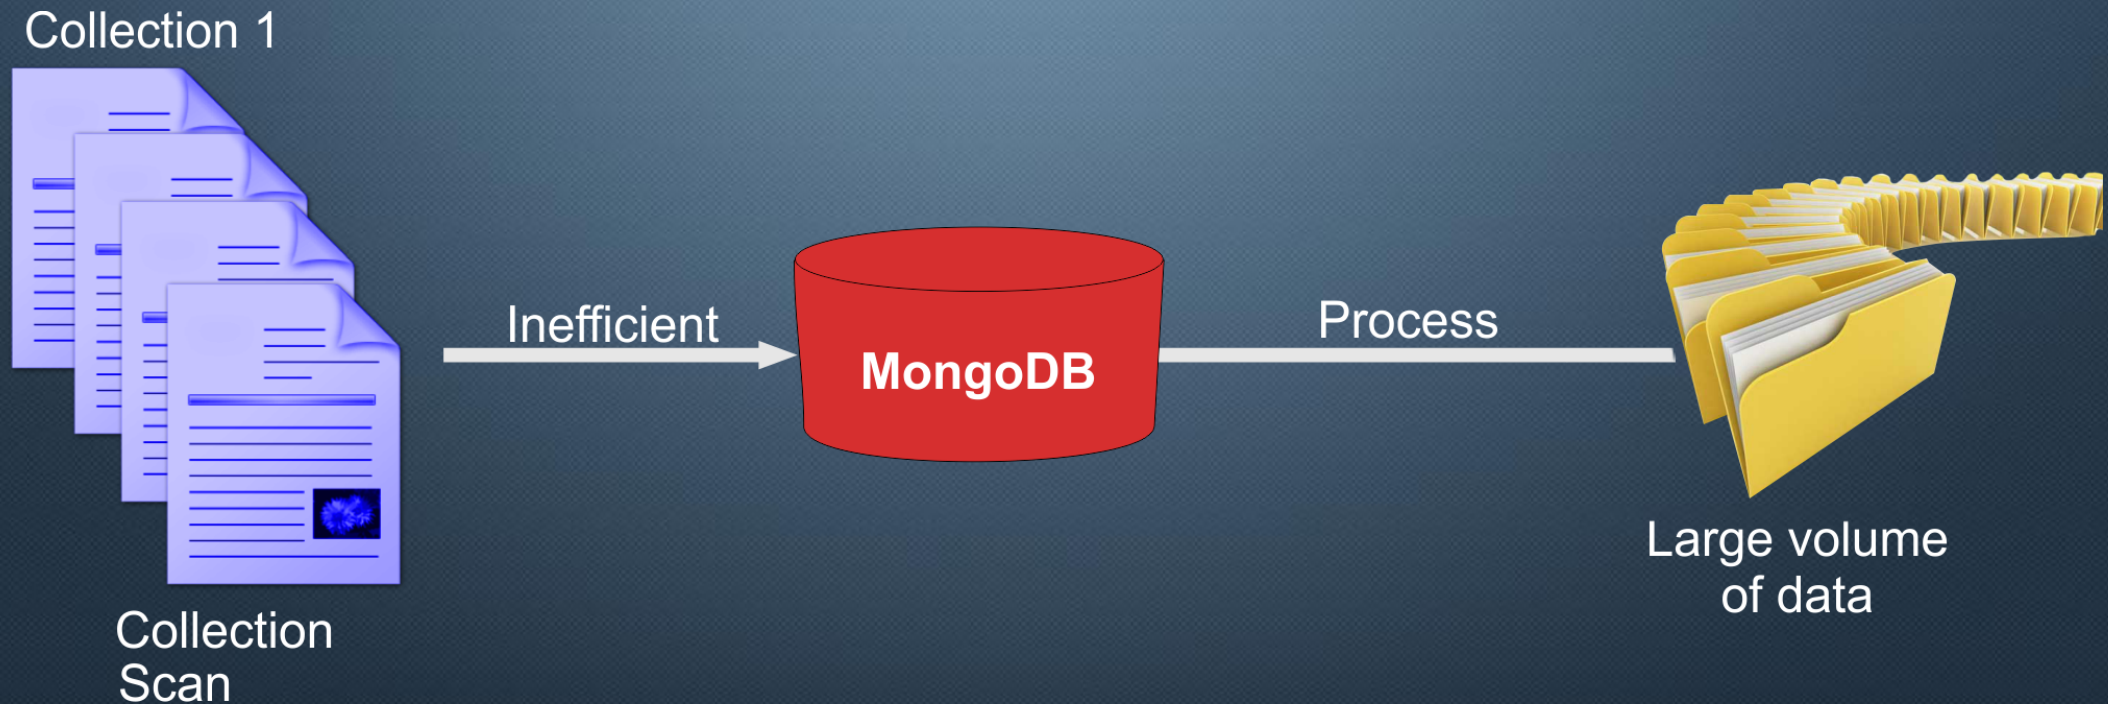 Collection 1
Inefficient
MongoDB
Process
Large volume
of data
Collection
Scan